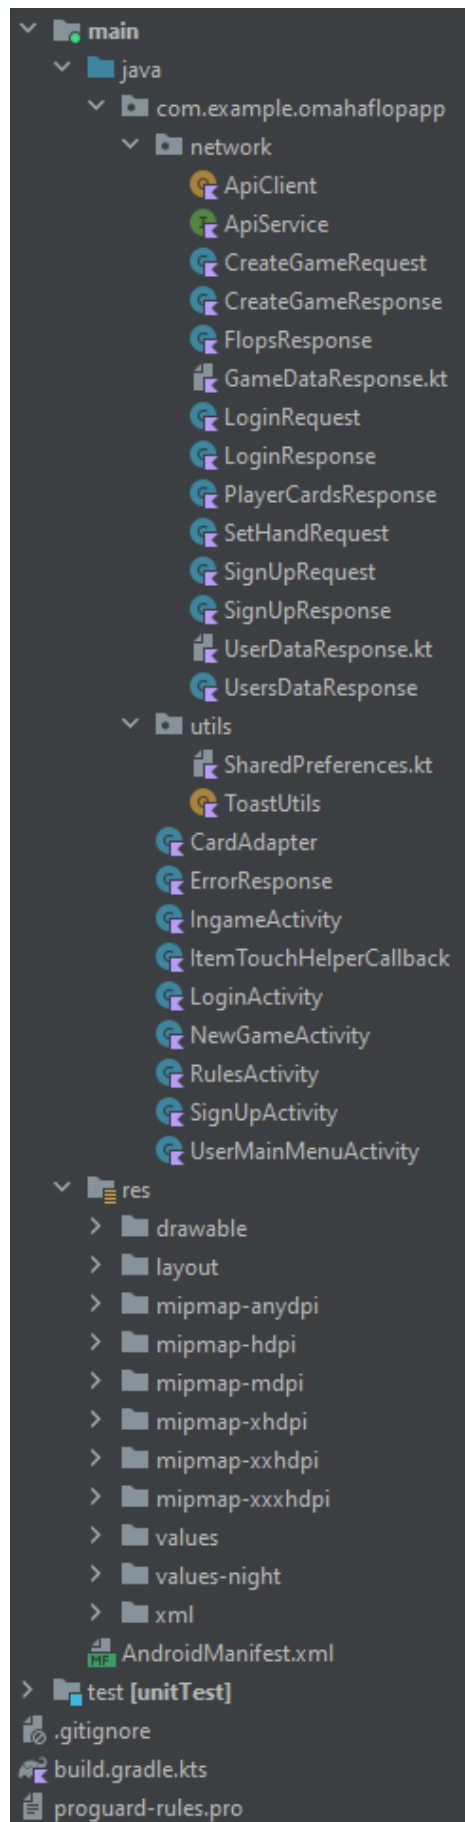 main
java
com.example.omahaflopapp
network
ApiClient
ApiService
CreateGameRequest
CreateGameResponse
FlopsResponse
GameDataResponse.kt
LoginRequest
LoginResponse
PlayerCardsResponse
SetHandRequest
SignUpRequest
SignUpResponse
UserDataResponse.kt
UsersDataResponse
utils
SharedPreferences.kt
ToastUtils
CardAdapter
ErrorResponse
IngameActivity
ItemTouchHelperCallback
LoginActivity
NewGameActivity
RulesActivity
SignUpActivity
UserMainMenuActivity
res
drawable
layout
mipmap-anydpi
mipmap-hdpi
mipmap-mdpi
mipmap-xhdpi
mipmap-xxhdpi
mipmap-xxxhdpi
values
values-night
xml
MF AndroidManifest.xml
test [unitTest]
.gitignore
build.gradle.kts
proguard-rules.pro